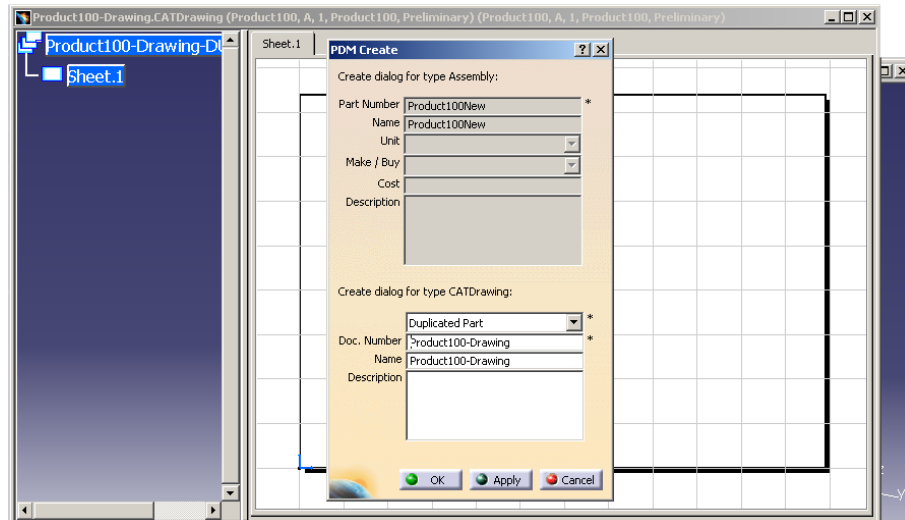 Product100-Drawing.CATDrawing (Product100, A, 1, Product100, Preliminary) (Product100, A, 1, Product100, Preliminary)
Product100-Drawing-DU
Sheet.1
Sheet.1
PDM Create
Create dialog for type Assembly:
Part Number Product100New *
Name Product100New
Unit
Make / Buy
Cost
Description
Create dialog for type CATDrawing:
Duplicated Part *
Doc. Number Product100-Drawing *
Name Product100-Drawing
Description
OK Apply Cancel